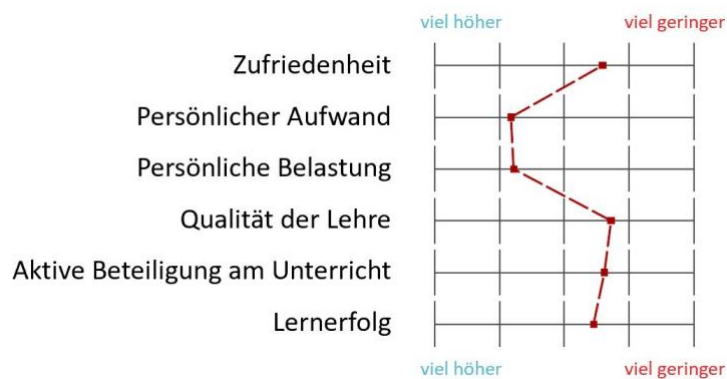 viel höher viel geringer
Zufriedenheit
Persönlicher Aufwand
Persönliche Belastung
Qualität der Lehre
Aktive Beteiligung am Unterricht
Lernerfolg
viel höher viel geringer